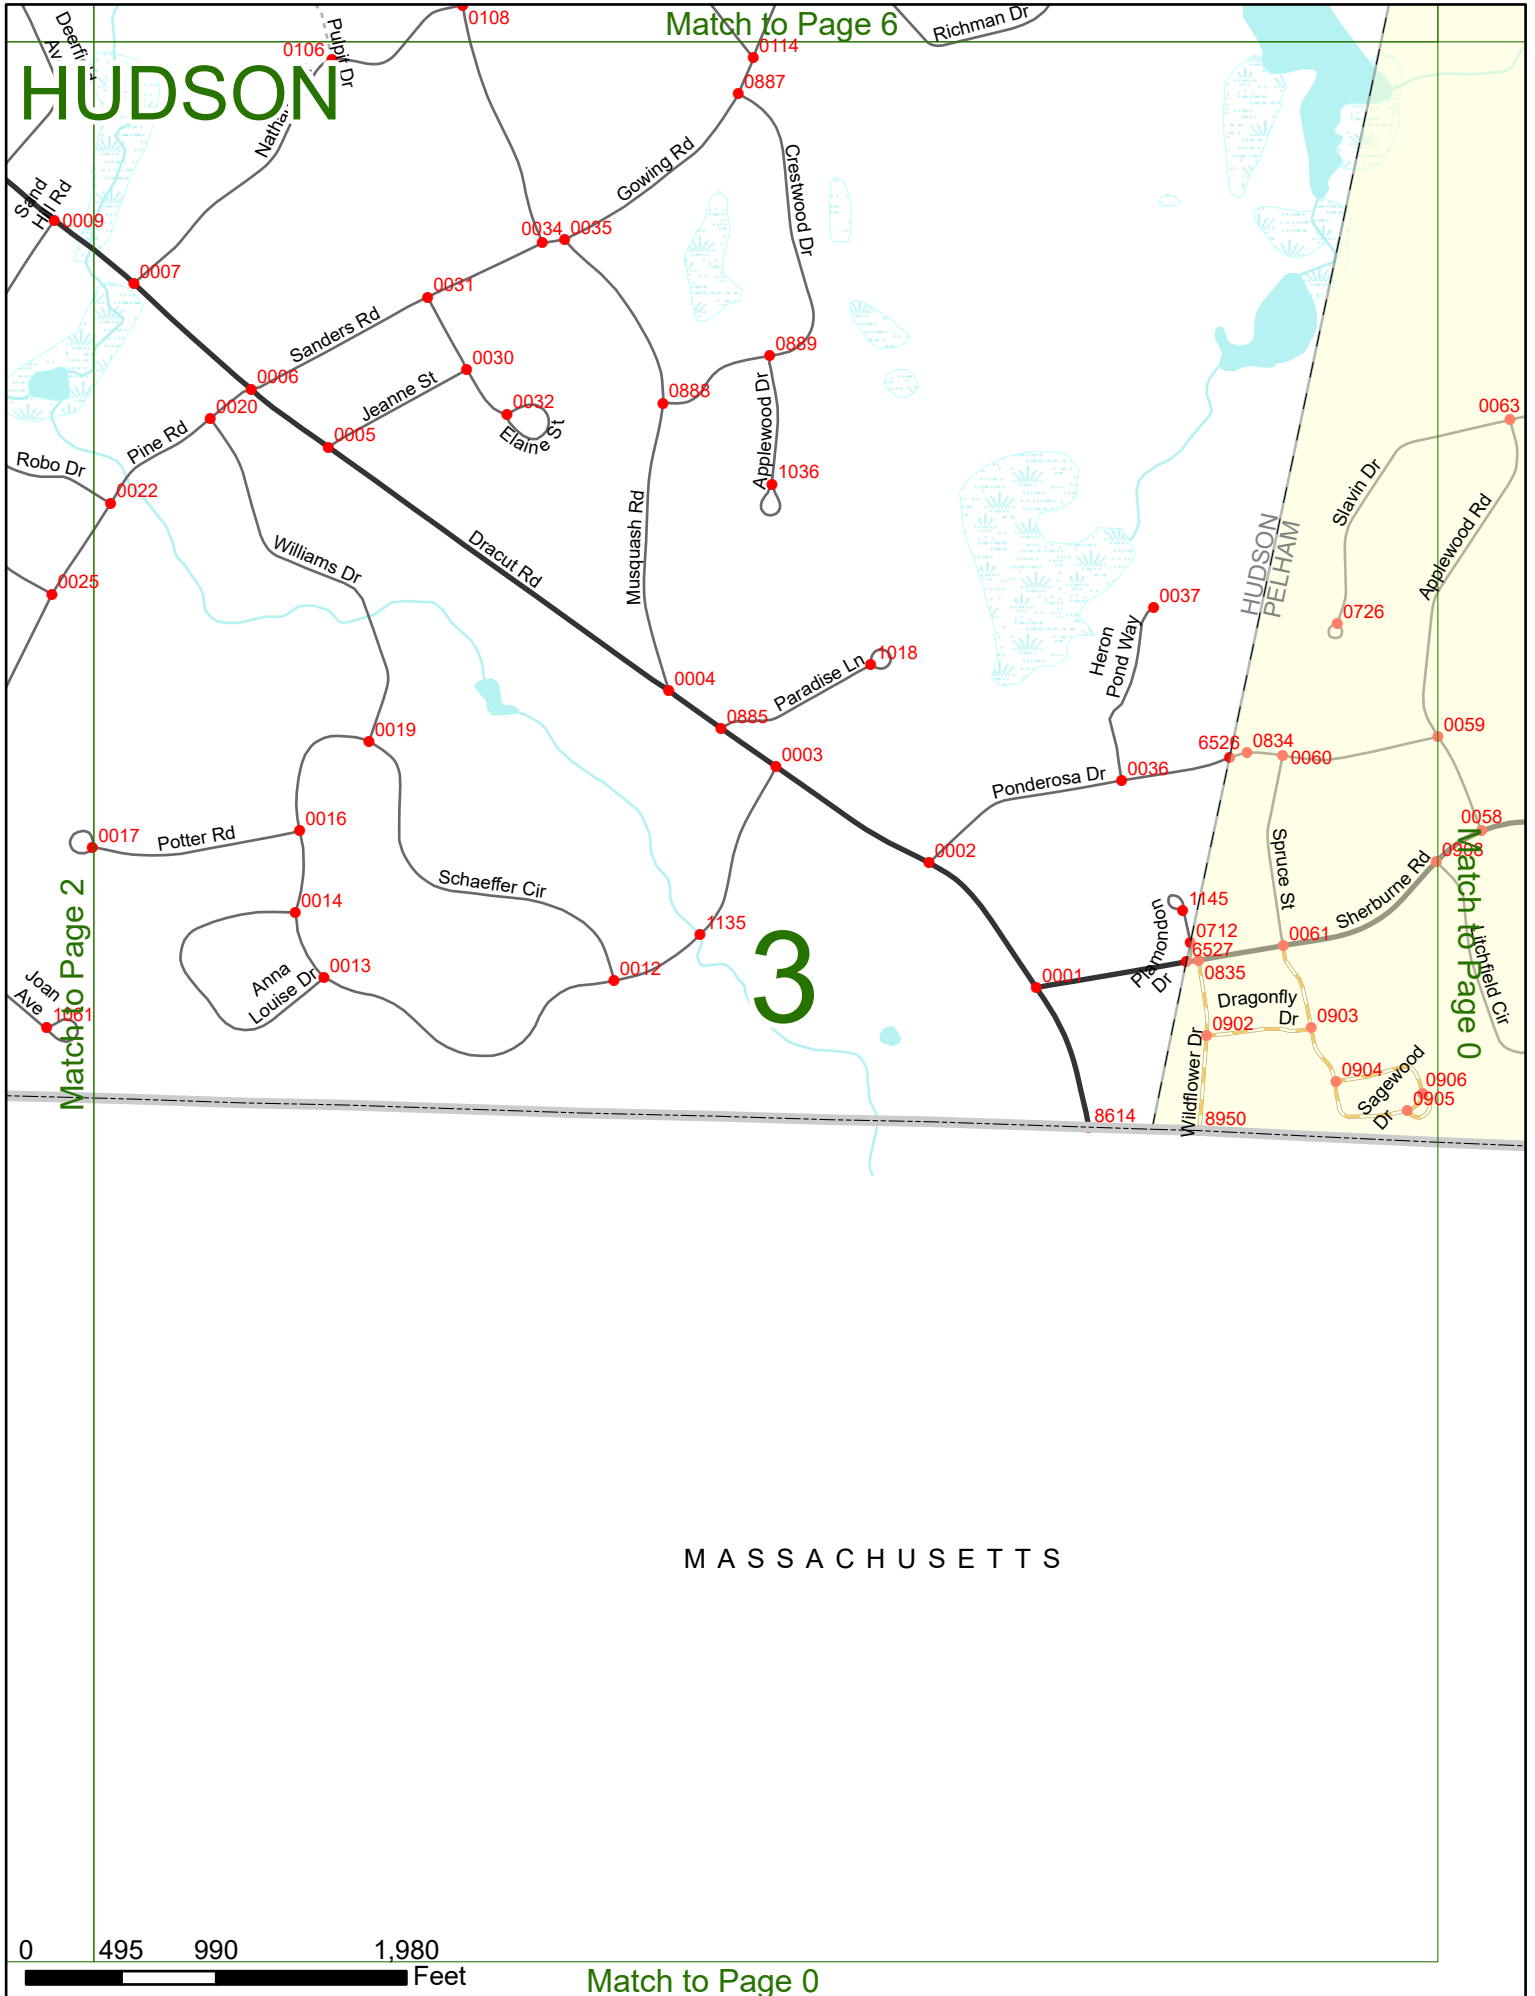 Match to Page 6
Richman Dr
0108
Pulpit Dr
0106
0114
HUDSON
0887
Gowing Rd
Crestwood Dr
Sand
Hill Rd
0009
0034
0035
0007
0031
Sanders Rd
0030
0889
0006
Jeanne St
0032
0888
0020
Elaine St
Applewood Dr
0005
Pine Rd
Robo Dr
0022
1036
0063
Slavin Dr
Musquash Rd
Applewood Rd
Dracut Rd
Williams Dr
HUDSON
PELHAM
0025
0037
0726
Heron
Pond Way
1018
Paradise Ln
0004
0885
0019
0003
6526
0834
0060
0059
0036
Ponderosa Dr
0016
0017
Potter Rd
0058
0908
0002
Spruce St
Sherburne Rd
Schaeffer Cir
1145
0014
Match to Page 2
Match to Page 0
1135
0712
Plamondon
Dr
6527
0061
0835
Litchfield Cir
3
0013
Anna
Louise Dr
0012
0001
Joan
Ave
1061
Dragonfly
Dr
0902
0903
Wildflower Dr
0904
Sagewood
Dr
0906
0905
8614
8950
MASSACHUSETTS
0 495 990 1,980
Feet
Match to Page 0